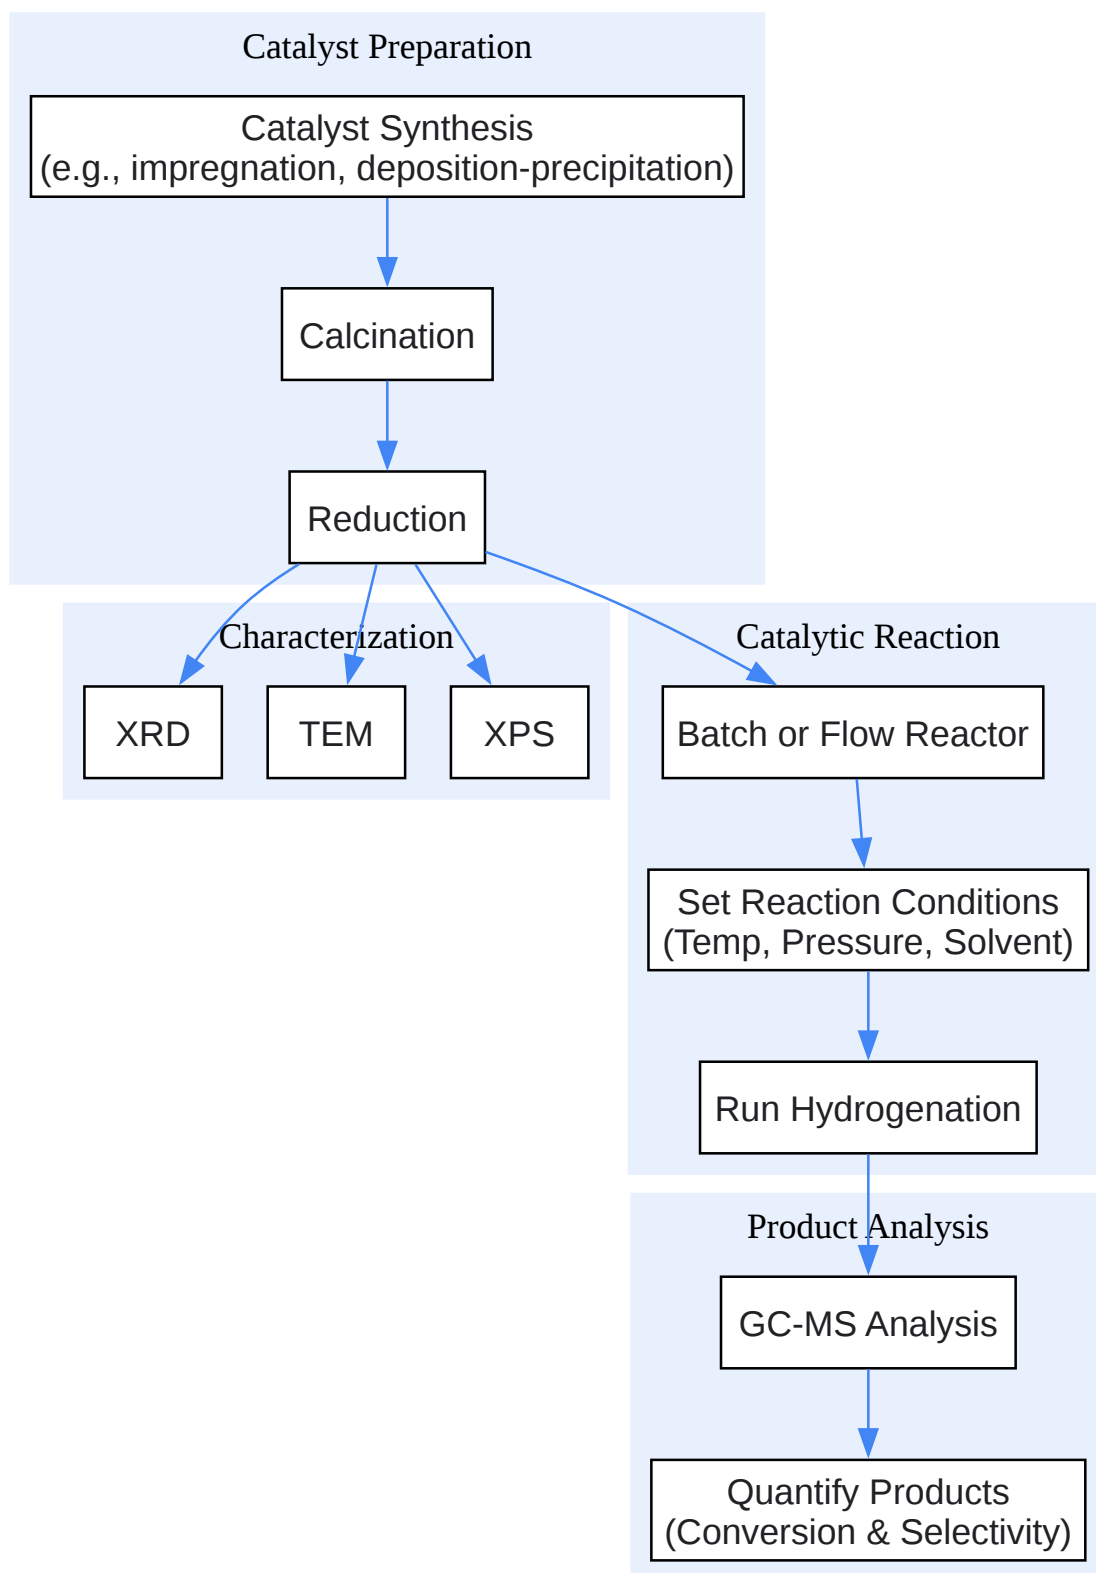 Catalyst Preparation
Catalyst Synthesis
(e.g., impregnation, deposition-precipitation)
Calcination
Reduction
Characterization
XRD
TEM
XPS
Catalytic Reaction
Batch or Flow Reactor
Set Reaction Conditions
(Temp, Pressure, Solvent)
Run Hydrogenation
Product Analysis
GC-MS Analysis
Quantify Products
(Conversion & Selectivity)